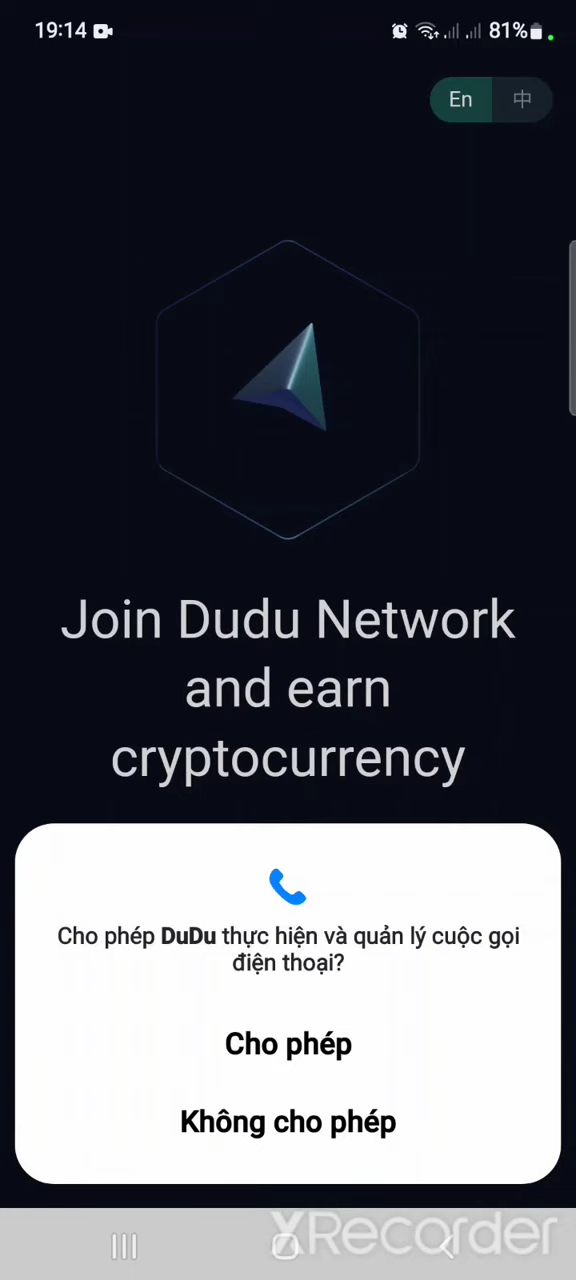 19:14
81%
En 中
Join Dudu Network
and earn
cryptocurrency
Cho phép DuDu thực hiện và quản lý cuộc gọi
điện thoại?
Cho phép
Không cho phép
XRecorder